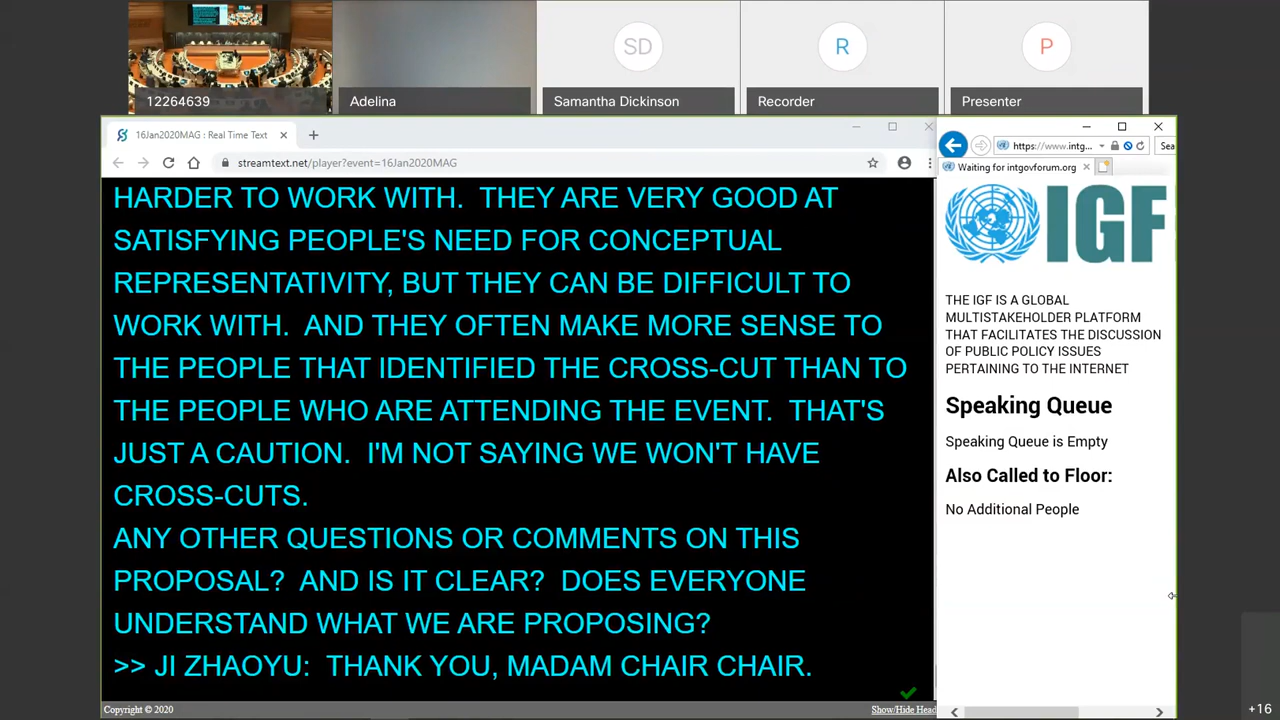 SD
R
P
12264639
Adelina
Samantha Dickinson
Recorder
Presenter
16Jan2020MAG : Real Time Text
streamtext.net/player?event=16Jan2020MAG
HARDER TO WORK WITH.  THEY ARE VERY GOOD AT
SATISFYING PEOPLE'S NEED FOR CONCEPTUAL
REPRESENTATIVITY, BUT THEY CAN BE DIFFICULT TO
WORK WITH.  AND THEY OFTEN MAKE MORE SENSE TO
THE PEOPLE THAT IDENTIFIED THE CROSS-CUT THAN TO
THE PEOPLE WHO ARE ATTENDING THE EVENT.  THAT'S
JUST A CAUTION.  I'M NOT SAYING WE WON'T HAVE
CROSS-CUTS.
ANY OTHER QUESTIONS OR COMMENTS ON THIS
PROPOSAL?  AND IS IT CLEAR?  DOES EVERYONE
UNDERSTAND WHAT WE ARE PROPOSING?
>> JI ZHAOYU:  THANK YOU, MADAM CHAIR CHAIR.
Copyright © 2020
Show/Hide Head
https://www.intg...
Sea
Waiting for intgovforum.org
IGF
THE IGF IS A GLOBAL
MULTISTAKEHOLDER PLATFORM
THAT FACILITATES THE DISCUSSION
OF PUBLIC POLICY ISSUES
PERTAINING TO THE INTERNET
Speaking Queue
Speaking Queue is Empty
Also Called to Floor:
No Additional People
+16